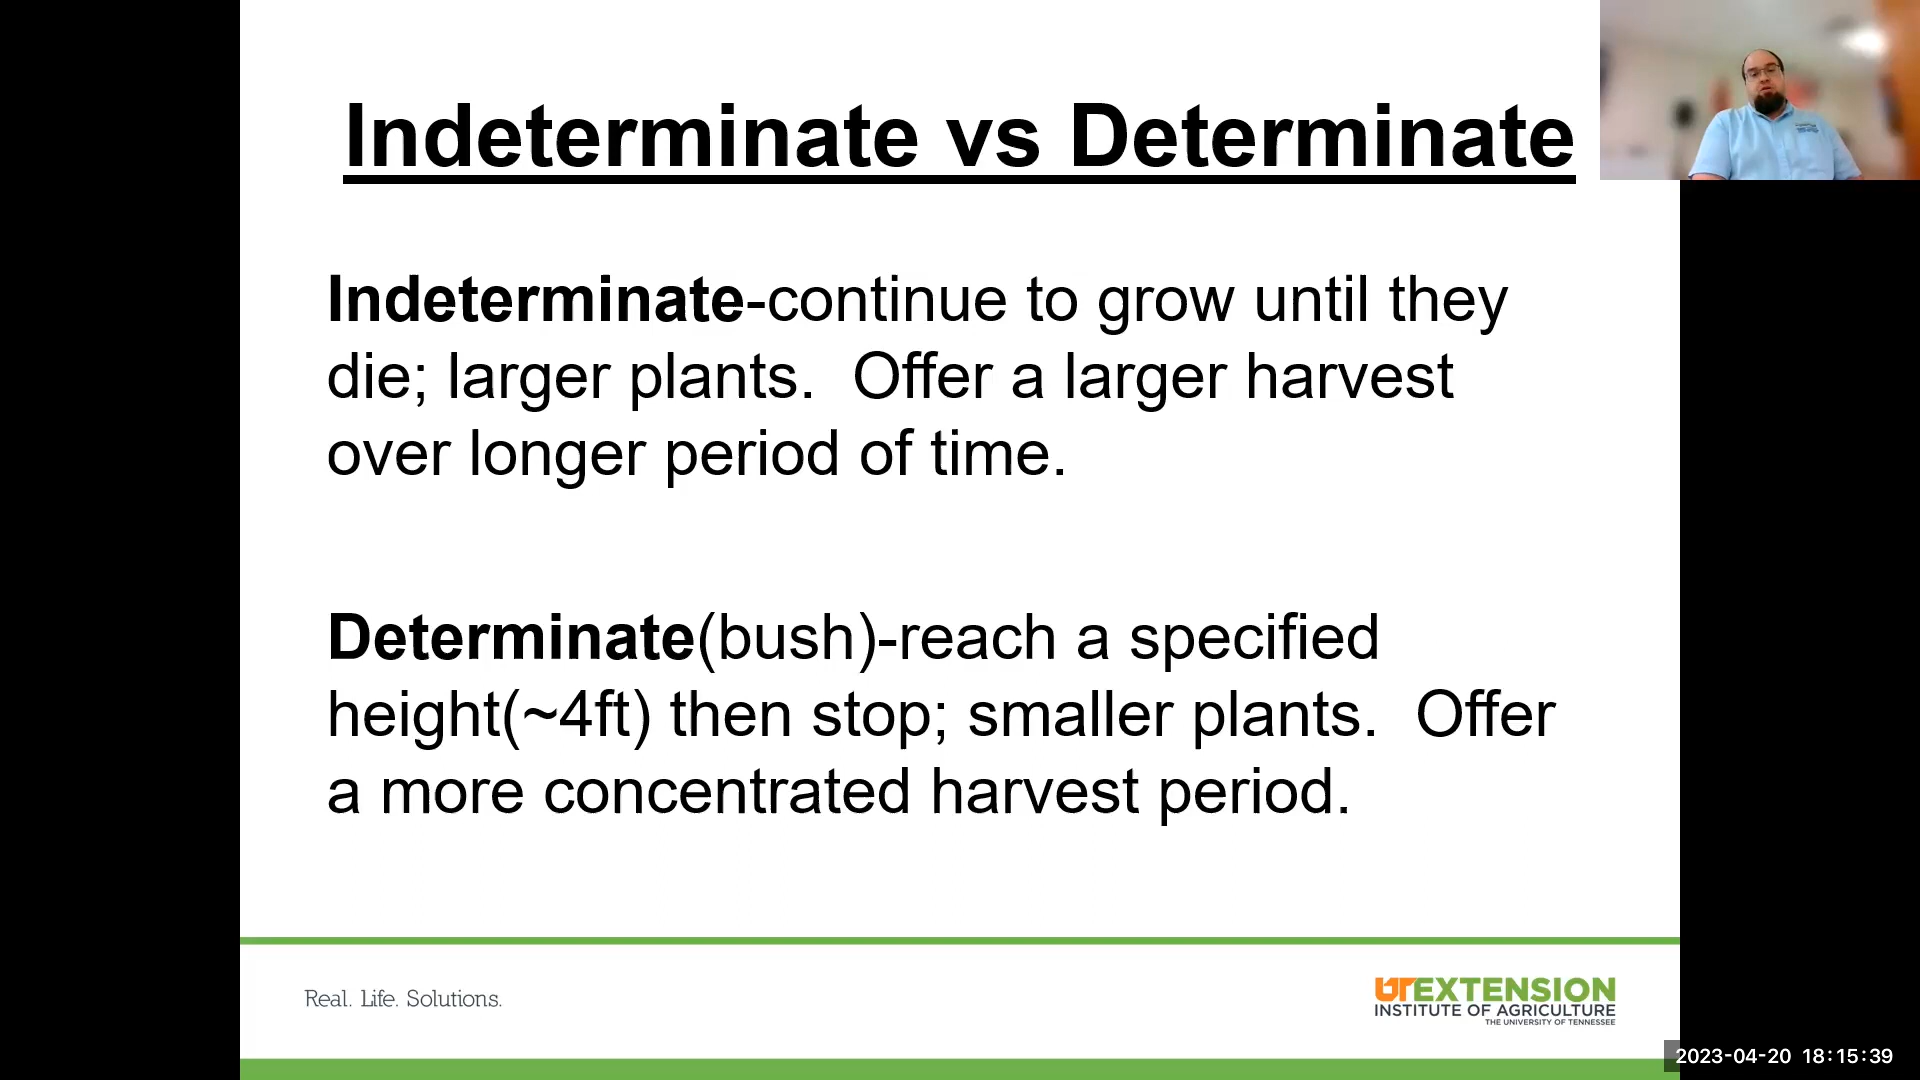 Indeterminate vs Determinate
Indeterminate-continue to grow until they
die; larger plants.  Offer a larger harvest
over longer period of time.
Determinate(bush)-reach a specified
height(~4ft) then stop; smaller plants.  Offer
a more concentrated harvest period.
Real. Life. Solutions.
UTEXTENSION
INSTITUTE OF AGRICULTURE
THE UNIVERSITY OF TENNESSEE
2023-04-20 18:15:39